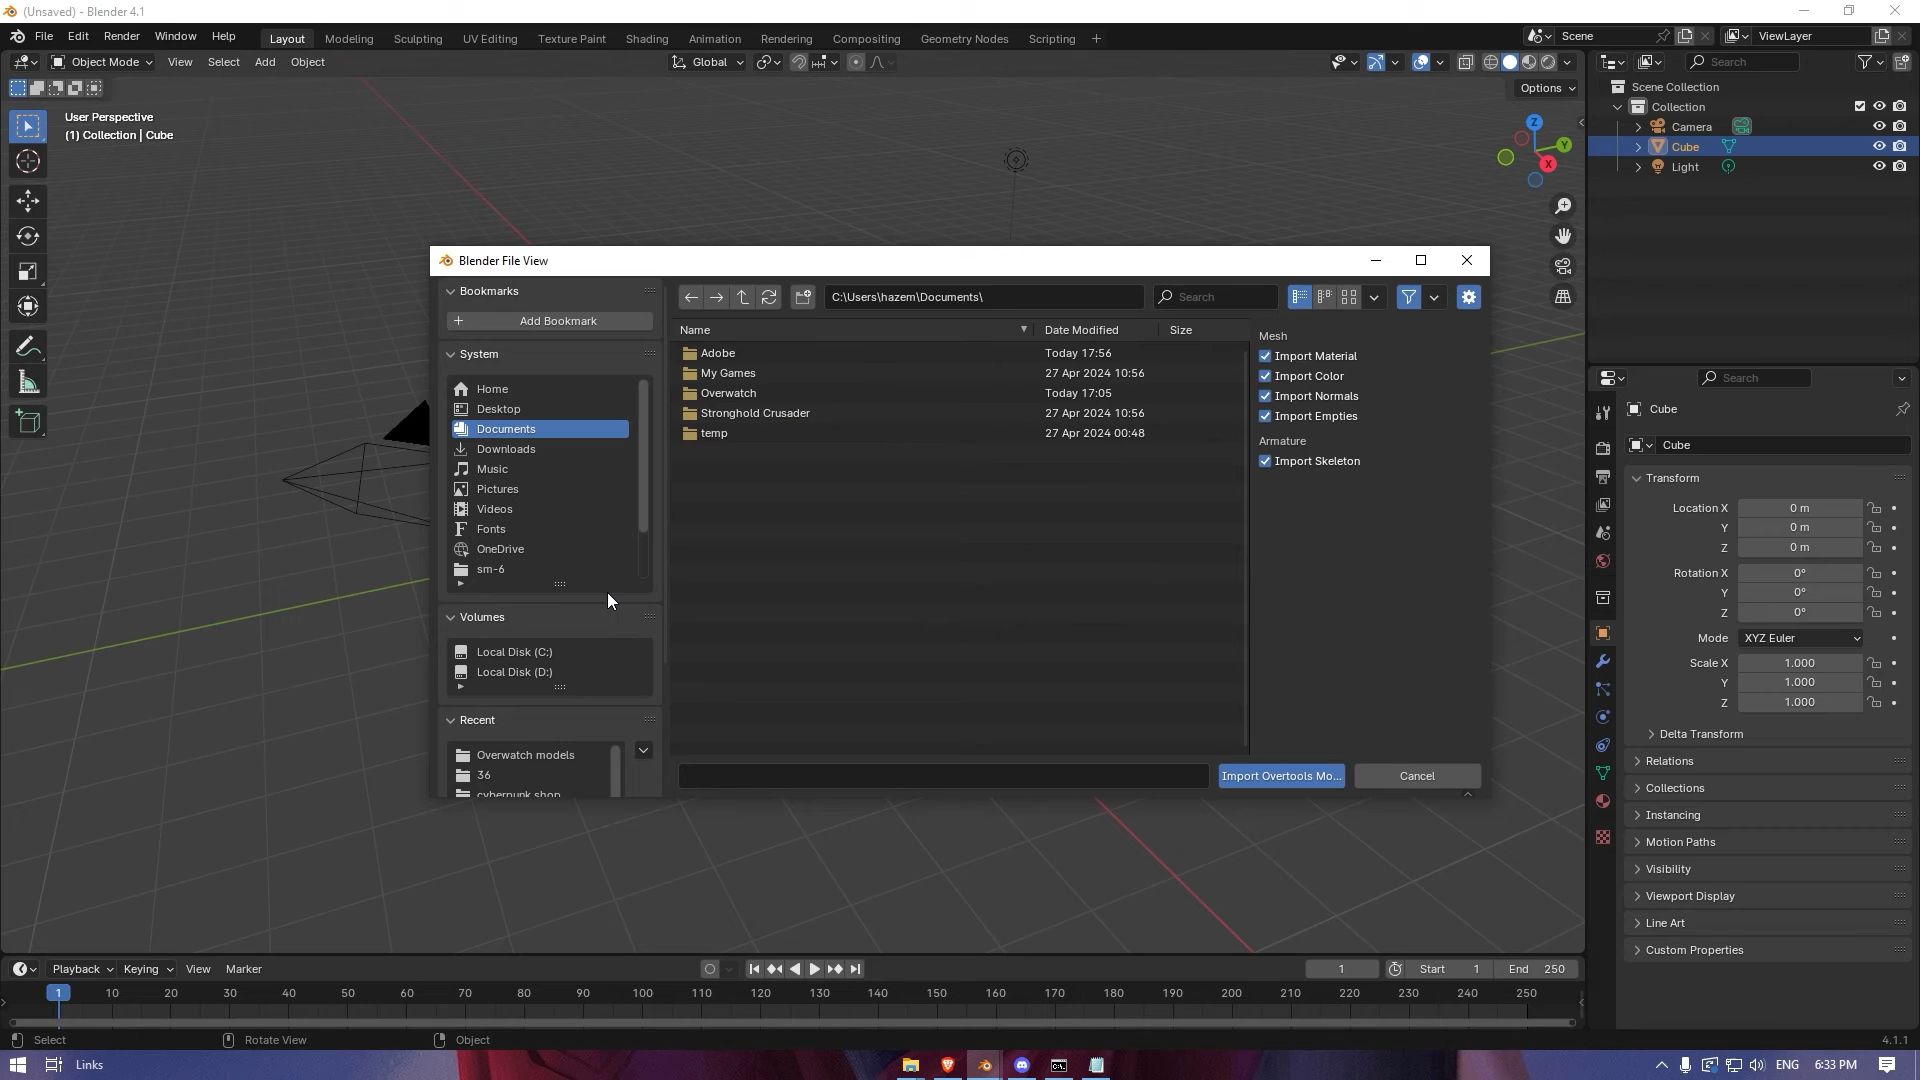 (Unsaved) - Blender 4.1
File Edit Render Window Help
Layout Modeling Sculpting UV Editing Texture Paint Shading Animation Rendering Compositing Geometry Nodes Scripting +
Scene
ViewLayer
Object Mode View Select Add Object
Global
Search
Options
User Perspective
(1) Collection | Cube
Z
Y
X
Scene Collection
Collection
Camera
Cube
Light
Blender File View
Bookmarks
Add Bookmark
System
Home
Desktop
Documents
Downloads
Music
Pictures
Videos
Fonts
OneDrive
sm-6
Volumes
Local Disk (C:)
Local Disk (D:)
Recent
Overwatch models
36
cyberpunk shop
C:\Users\hazem\Documents\
Search
Name Date Modified Size
Adobe Today 17:56
My Games 27 Apr 2024 10:56
Overwatch Today 17:05
Stronghold Crusader 27 Apr 2024 10:56
temp 27 Apr 2024 00:48
Mesh
Import Material
Import Color
Import Normals
Import Empties
Armature
Import Skeleton
Import Overtools Mo...
Cancel
Search
Cube
Cube
Transform
Location X 0 m
Y 0 m
Z 0 m
Rotation X 0°
Y 0°
Z 0°
Mode XYZ Euler
Scale X 1.000
Y 1.000
Z 1.000
Delta Transform
Relations
Collections
Instancing
Motion Paths
Visibility
Viewport Display
Line Art
Custom Properties
Playback Keying View Marker
1
Start 1
End 250
1 10 20 30 40 50 60 70 80 90 100 110 120 130 140 150 160 170 180 190 200 210 220 230 240 250
Select
Rotate View
Object
4.1.1
Links
ENG 6:33 PM